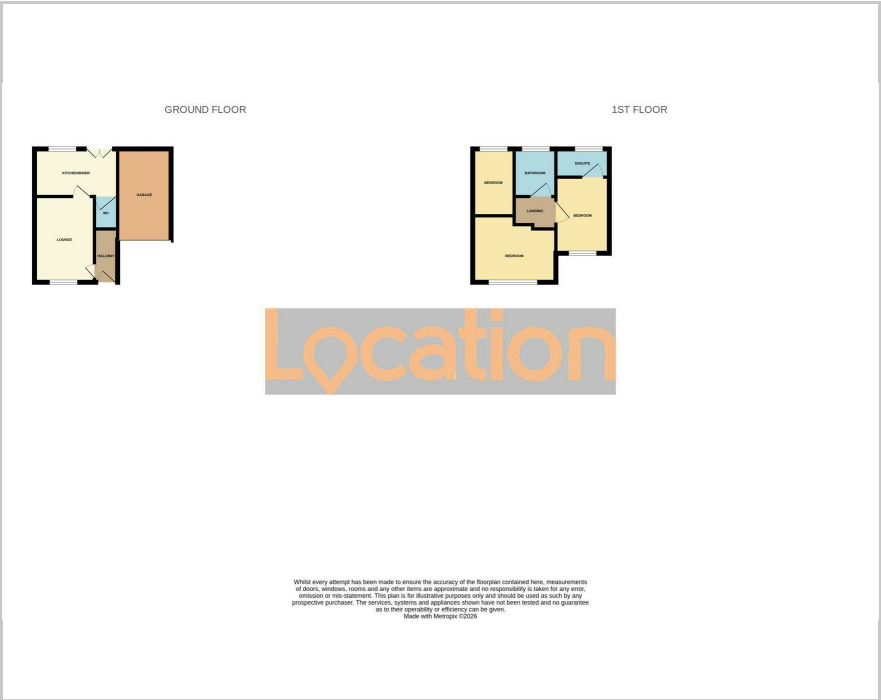 GROUND FLOOR
1ST FLOOR
KITCHEN/DINER
GARAGE
WC
LOUNGE
HALLWAY
BEDROOM
BATHROOM
ENSUITE
LANDING
BEDROOM
BEDROOM
Location
Whilst every attempt has been made to ensure the accuracy of the floorplan contained here, measurements
of doors, windows, rooms and any other items are approximate and no responsibility is taken for any error,
omission or mis-statement. This plan is for illustrative purposes only and should be used as such by any
prospective purchaser. The services, systems and appliances shown have not been tested and no guarantee
as to their operability or efficiency can be given.
Made with Metropix ©2026